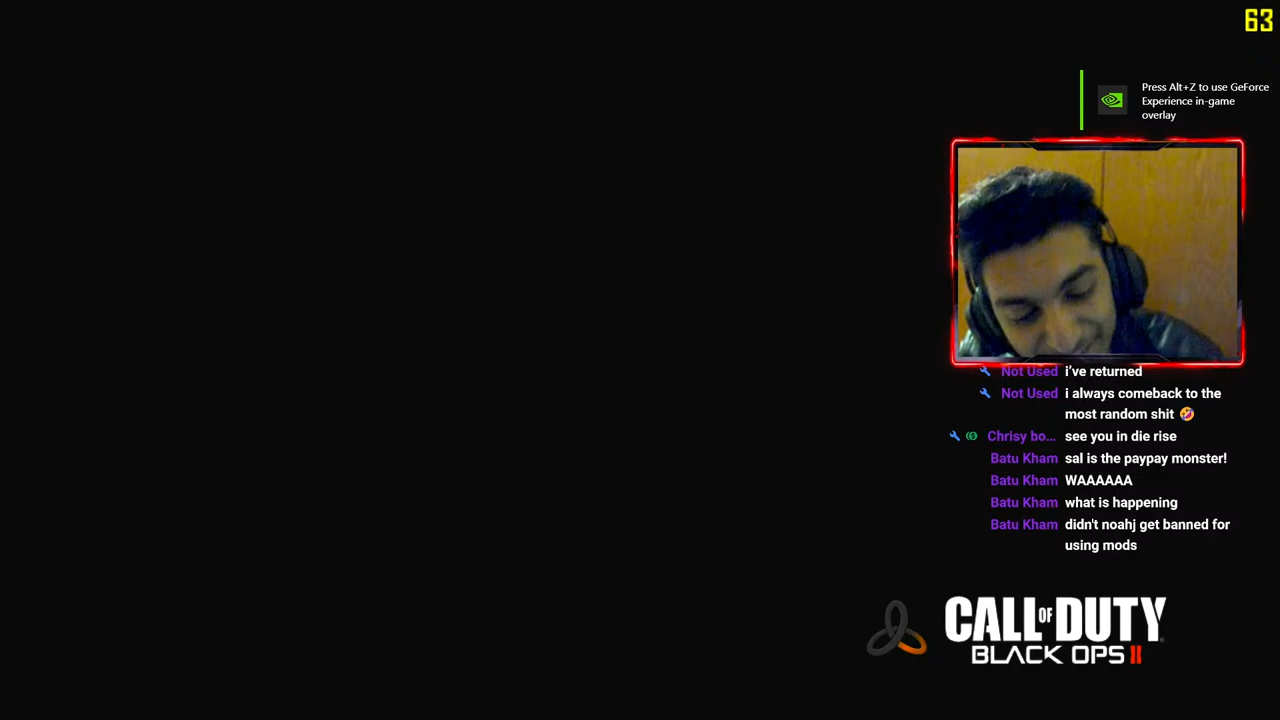 63
Press Alt+Z to use GeForce
Experience in-game
overlay
Not Used i've returned
Not Used i always comeback to the
most random shit 🤣
Chrisy bo... see you in die rise
Batu Kham sal is the paypay monster!
Batu Kham WAAAAAA
Batu Kham what is happening
Batu Kham didn't noahj get banned for
using mods
CALL OF DUTY
BLACK OPS II